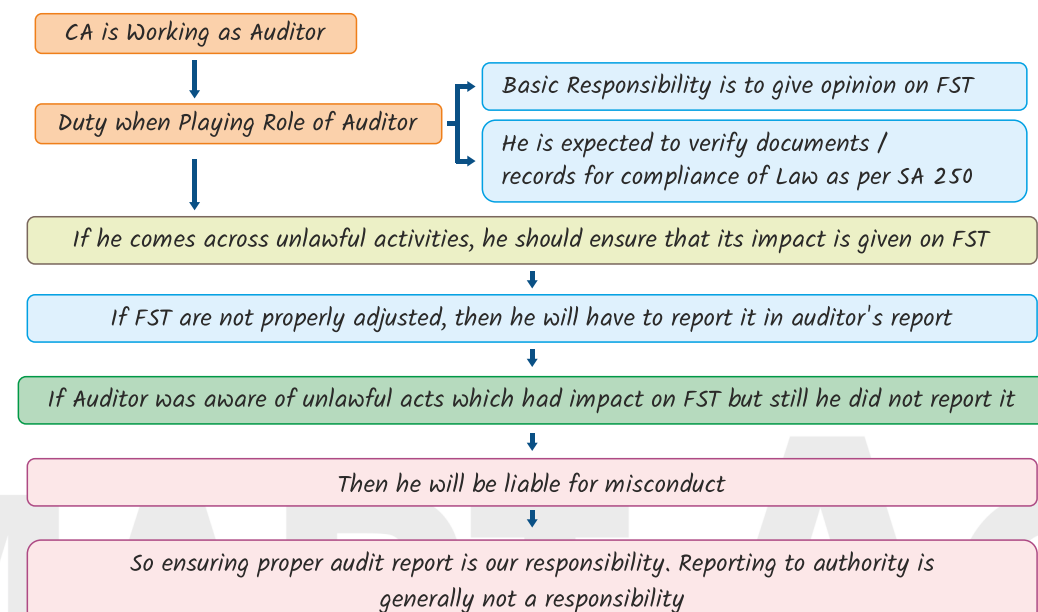 CA is Working as Auditor
Duty when Playing Role of Auditor
Basic Responsibility is to give opinion on FST
He is expected to verify documents /
records for compliance of Law as per SA 250
If he comes across unlawful activities, he should ensure that its impact is given on FST
If FST are not properly adjusted, then he will have to report it in auditor's report
If Auditor was aware of unlawful acts which had impact on FST but still he did not report it
Then he will be liable for misconduct
So ensuring proper audit report is our responsibility. Reporting to authority is
generally not a responsibility